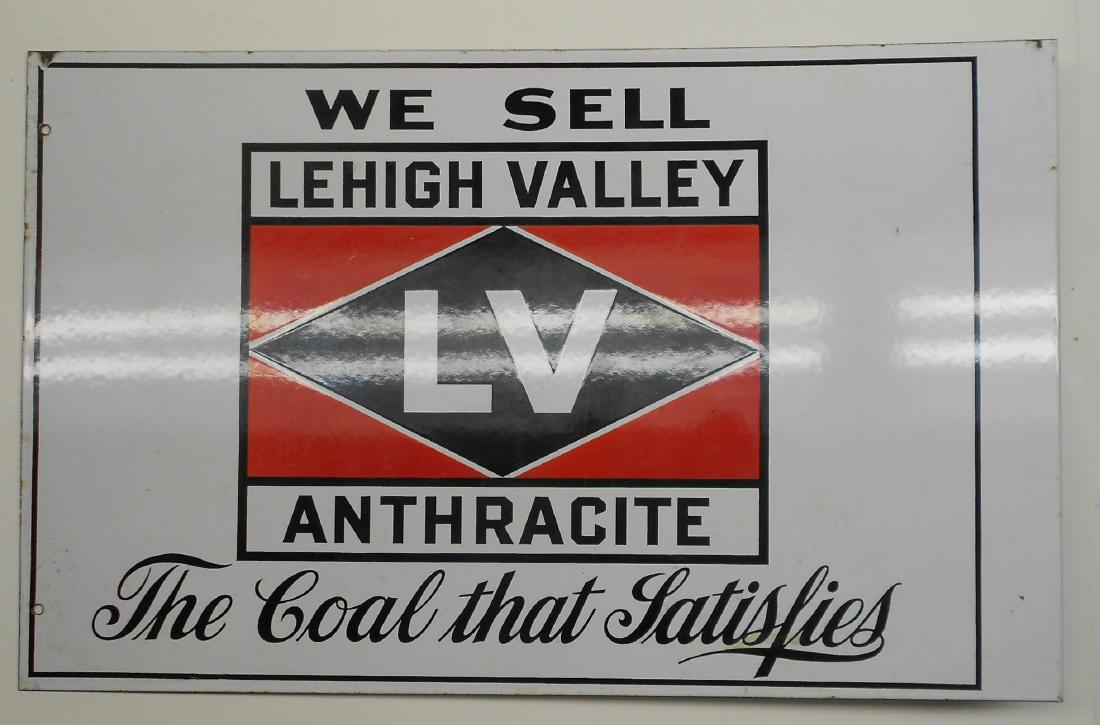 WE SELL
LEHIGH VALLEY
LV
ANTHRACITE
The Coal that Satisfies